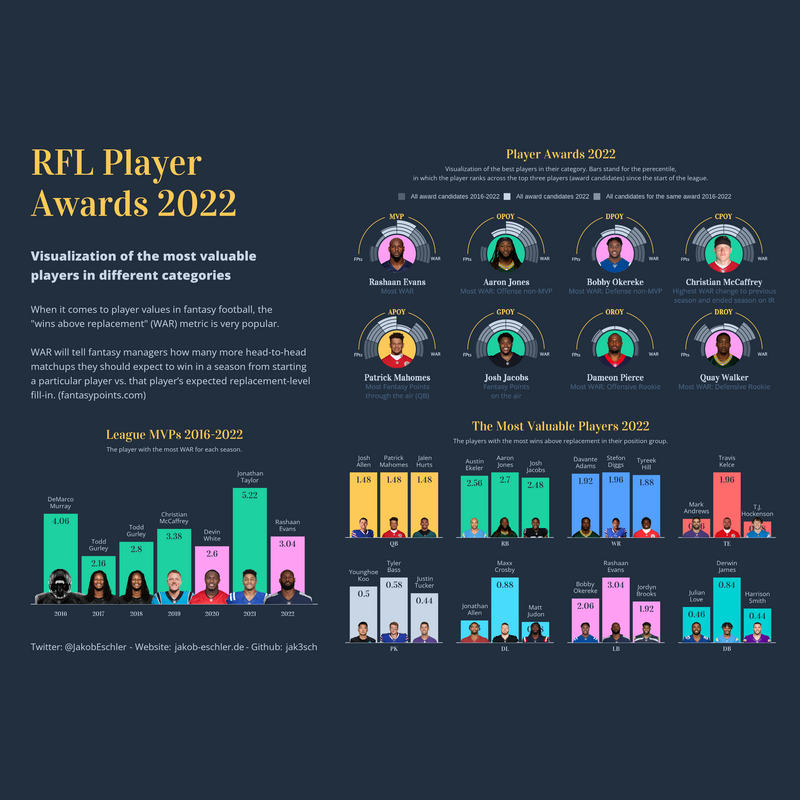 RFL Player
Awards 2022
Visualization of the most valuable
players in different categories
When it comes to player values in fantasy football, the
"wins above replacement" (WAR) metric is very popular.
WAR will tell fantasy managers how many more head-to-head
matchups they should expect to win in a season from starting
a particular player vs. that player's expected replacement-level
fill-in. (fantasypoints.com)
League MVPs 2016-2022
The player with the most WAR for each season.
DeMarco
Murray
4.06
Todd
Gurley
2.16
Todd
Gurley
2.8
Christian
McCaffrey
3.38
Devin
White
2.6
Jonathan
Taylor
5.22
Rashaan
Evans
3.04
2016 2017 2018 2019 2020 2021 2022
Twitter: @JakobEschler - Website: jakob-eschler.de - Github: jak3sch
Player Awards 2022
Visualization of the best players in their category. Bars stand for the perecentile,
in which the player ranks across the top three players (award candidates) since the start of the league.
All award candidates 2016-2022 All award candidates 2022 All candidates for the same award 2016-2022
MVP
FPts WAR
Rashaan Evans
Most WAR
OPOY
FPts WAR
Aaron Jones
Most WAR: Offense non-MVP
DPOY
FPts WAR
Bobby Okereke
Most WAR: Defense non-MVP
CPOY
FPts WAR
Christian McCaffrey
Highest WAR change to previous
season and ended season on IR
APOY
FPts WAR
Patrick Mahomes
Most Fantasy Points
through the air (QB)
GPOY
FPts WAR
Josh Jacobs
Fantasy Points
on the air
OROY
FPts WAR
Dameon Pierce
Most WAR: Offensive Rookie
DROY
FPts WAR
Quay Walker
Most WAR: Defensive Rookie
The Most Valuable Players 2022
The players with the most wins above replacement in their position group.
Josh
Allen
1.48
Patrick
Mahomes
1.48
Jalen
Hurts
1.48
QB
Austin
Ekeler
2.56
Aaron
Jones
2.7
Josh
Jacobs
2.48
RB
Davante
Adams
1.92
Stefon
Diggs
1.96
Tyreek
Hill
1.88
WR
Mark
Andrews
Travis
Kelce
1.96
T.J.
Hockenson
TE
Younghoe
Koo
0.5
Tyler
Bass
0.58
Justin
Tucker
0.44
PK
Jonathan
Allen
Maxx
Crosby
0.88
Matt
Judon
DL
Bobby
Okereke
2.06
Rashaan
Evans
3.04
Jordyn
Brooks
1.92
LB
Julian
Love
0.46
Derwin
James
0.84
Harrison
Smith
0.44
DB